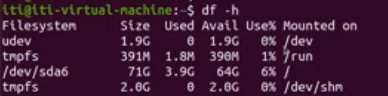 iti@iti-virtual-machine:~$ df -h
Filesystem Size Used Avail Use% Mounted on
udev 1.9G 0 1.9G 0% /dev
tmpfs 391M 1.8M 390M 1% /run
/dev/sda6 71G 3.9G 64G 6% /
tmpfs 2.0G 0 2.0G 0% /dev/shm